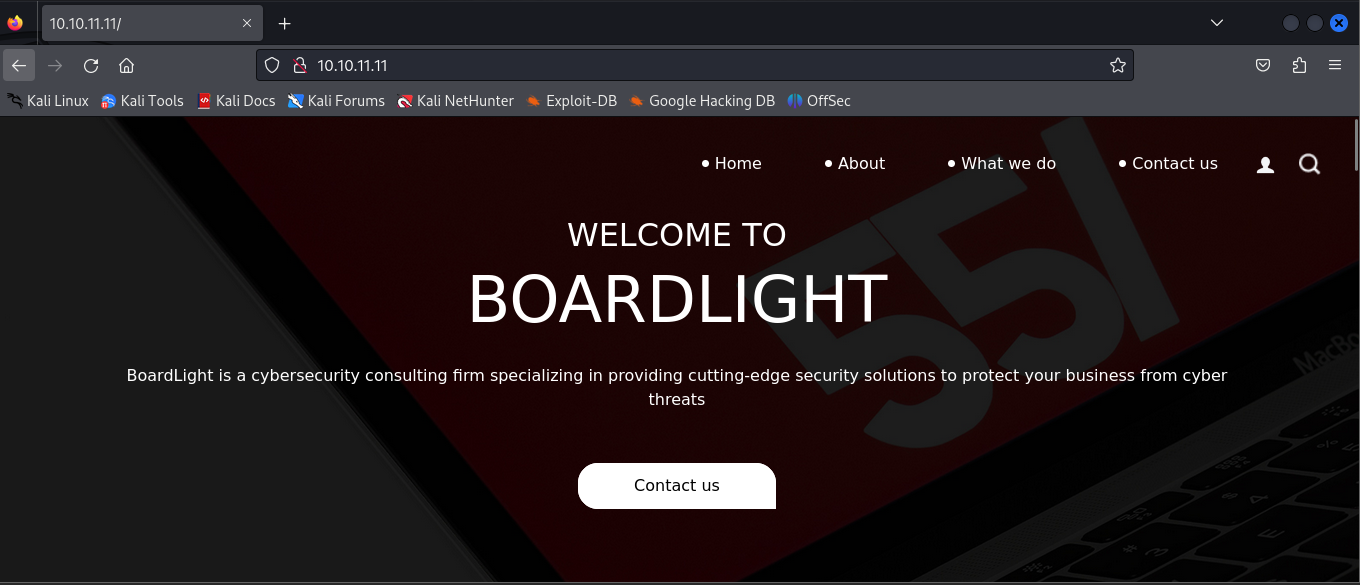 10.10.11.11/
10.10.11.11
Kali Linux Kali Tools Kali Docs Kali Forums Kali NetHunter Exploit-DB Google Hacking DB OffSec
Home About What we do Contact us
WELCOME TO
BOARDLIGHT
BoardLight is a cybersecurity consulting firm specializing in providing cutting-edge security solutions to protect your business from cyber
threats
Contact us
55/
MacBo